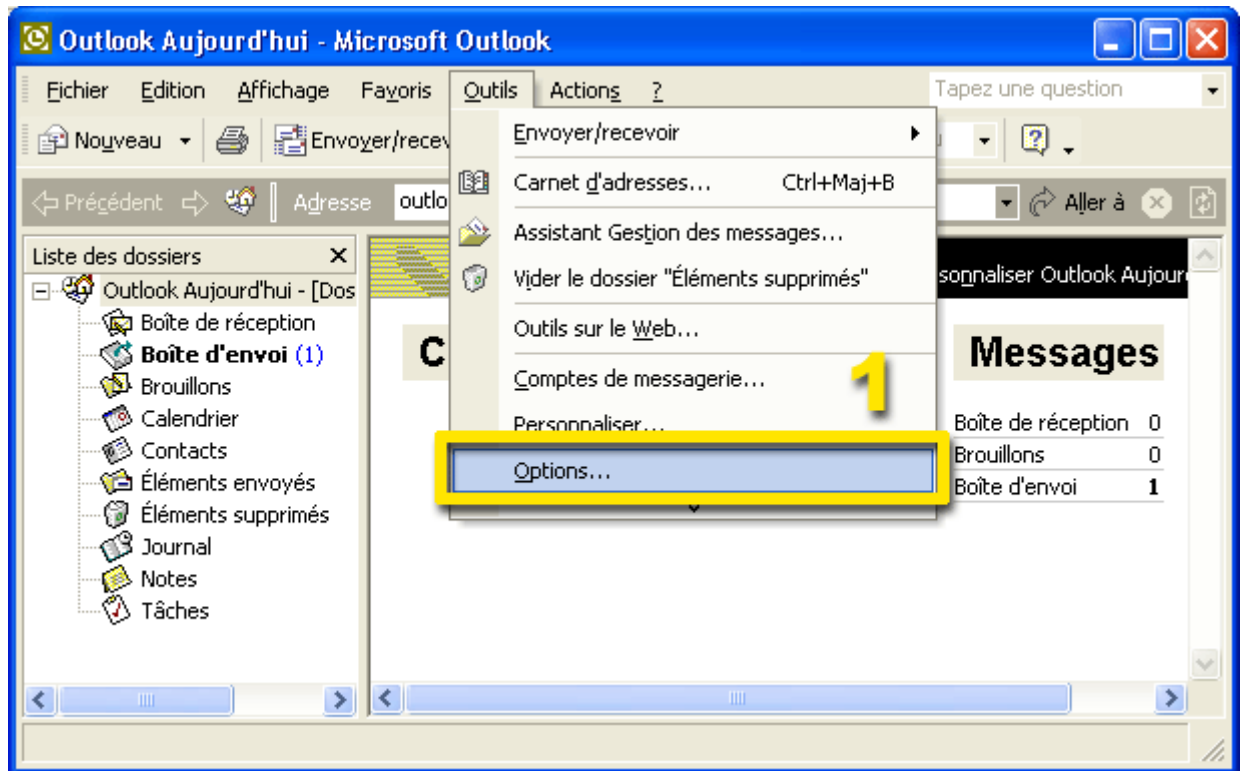 Outlook Aujourd'hui - Microsoft Outlook
Fichier Edition Affichage Favoris Outils Actions ? Tapez une question
Nouveau Envoyer/recev
Précédent Adresse outlo Aller à
Envoyer/recevoir
Carnet d'adresses... Ctrl+Maj+B
Assistant Gestion des messages...
Vider le dossier "Éléments supprimés"
Outils sur le Web...
Comptes de messagerie...
1
Personnaliser...
Options...
Liste des dossiers
Outlook Aujourd'hui - [Dos
Boîte de réception
Boîte d'envoi (1)
Brouillons
Calendrier
Contacts
Éléments envoyés
Éléments supprimés
Journal
Notes
Tâches
sonnaliser Outlook Aujour
C
Messages
Boîte de réception 0
Brouillons 0
Boîte d'envoi 1